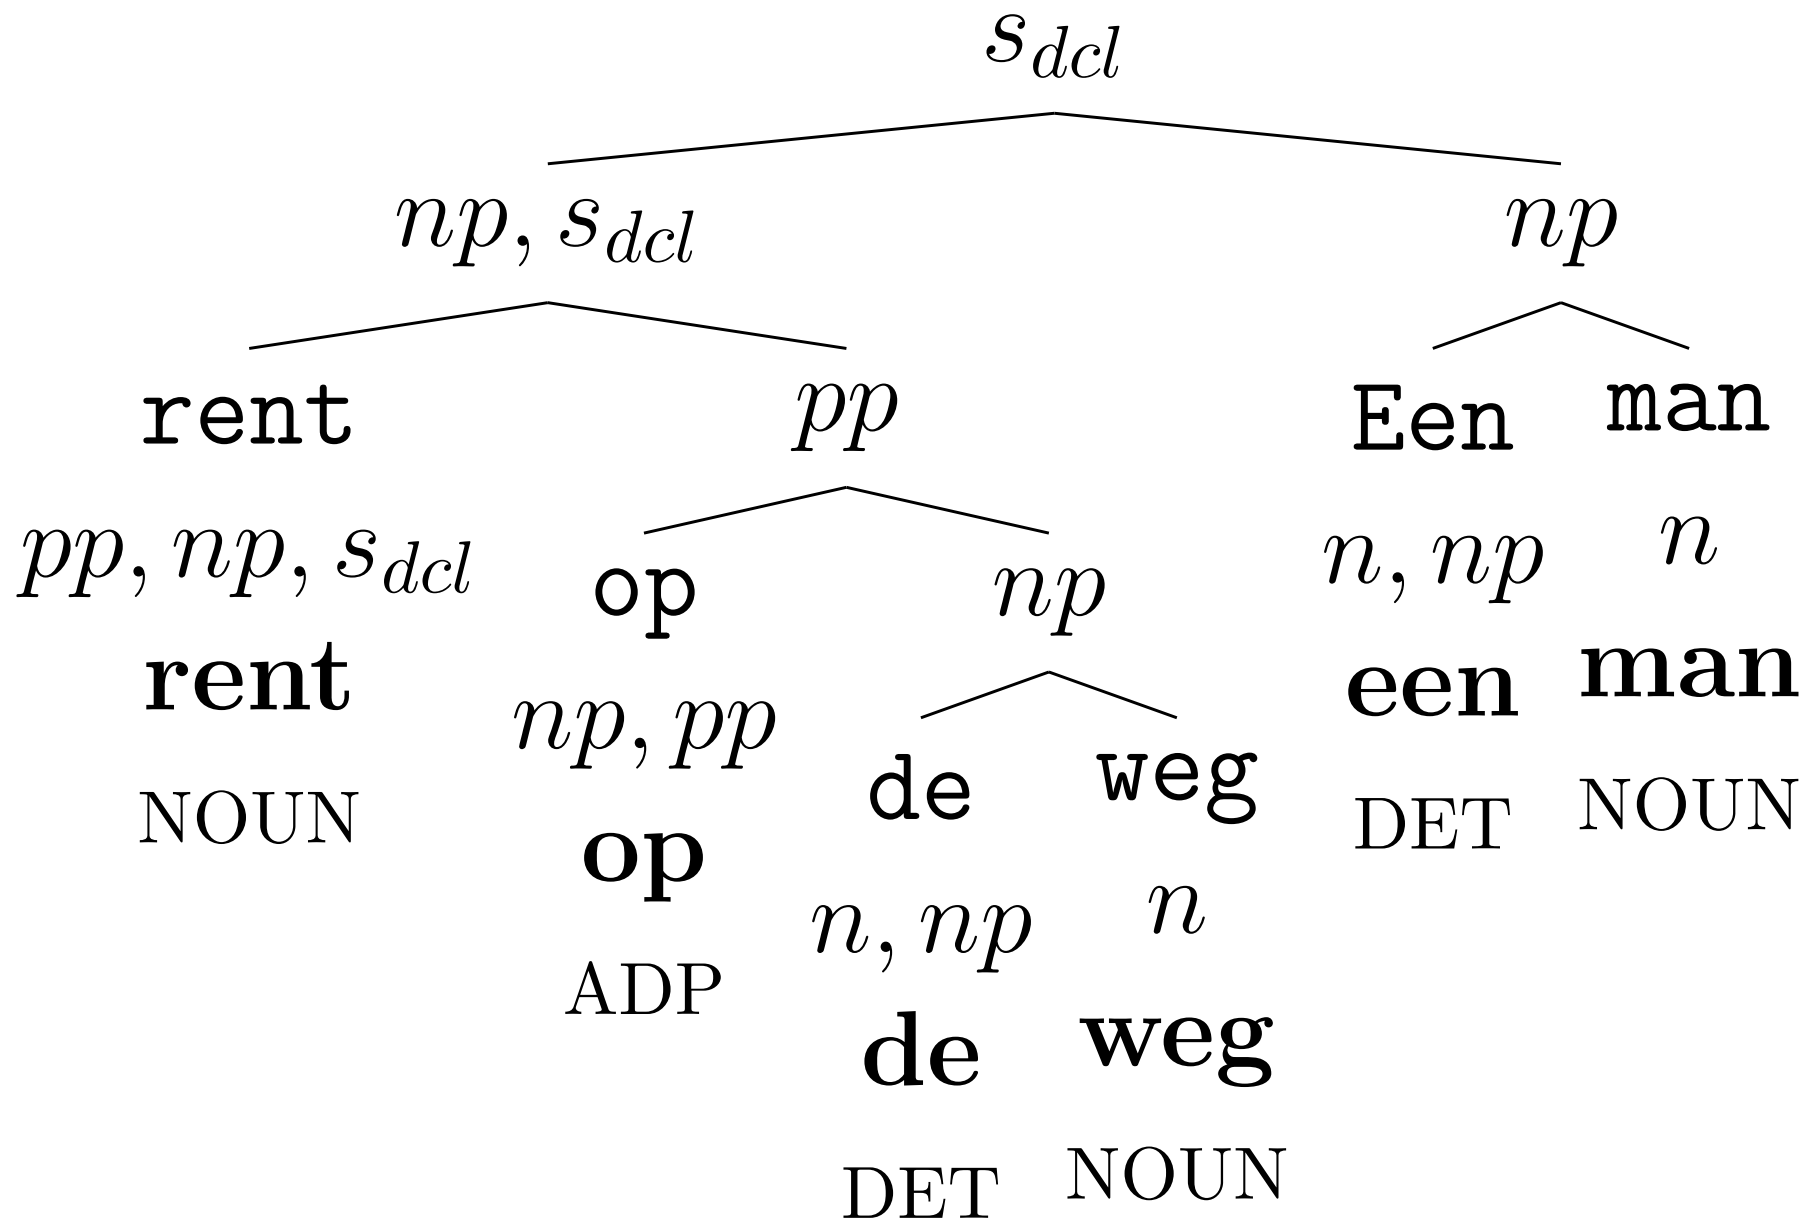 s_dcl
np, s_dcl np
rent pp Een man
pp, np, s_dcl op np n, np n
rent np, pp de weg een man
NOUN op n, np n DET NOUN
ADP de weg
DET NOUN